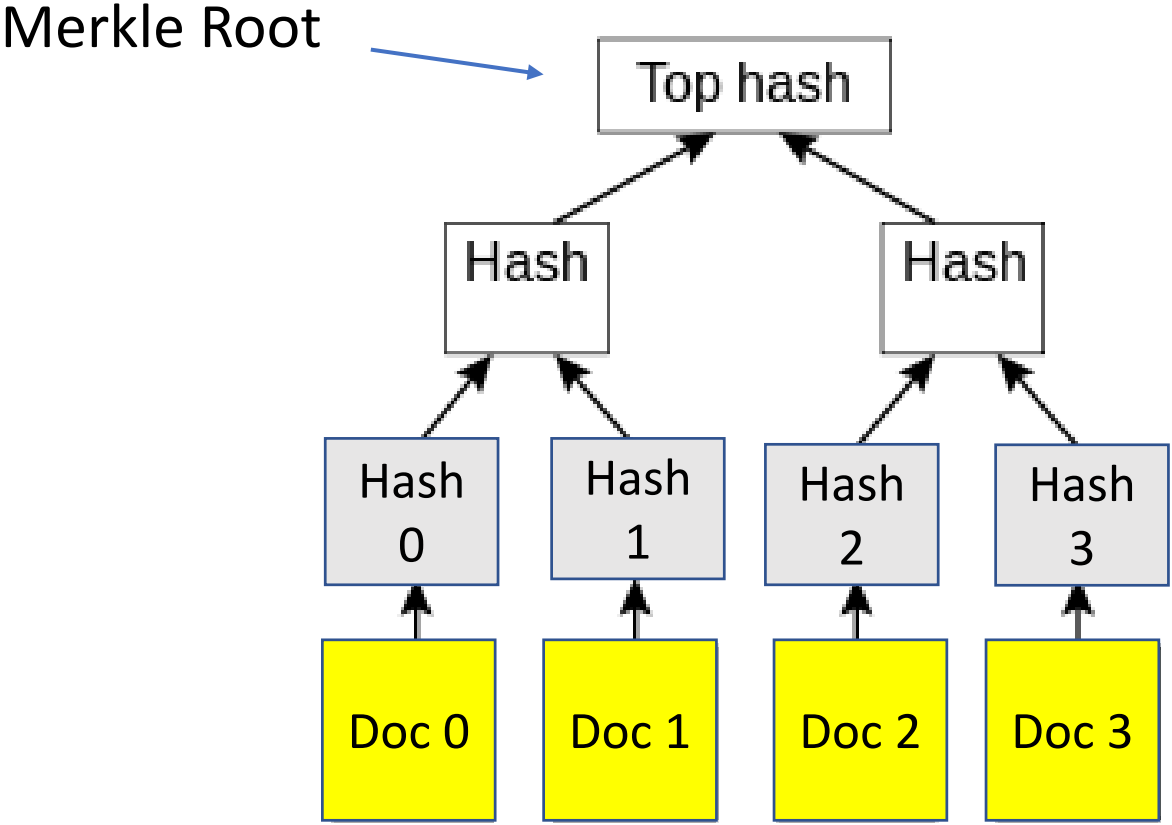 Merkle Root
Top hash
Hash
Hash
Hash
0
Hash
1
Hash
2
Hash
3
Doc 0
Doc 1
Doc 2
Doc 3